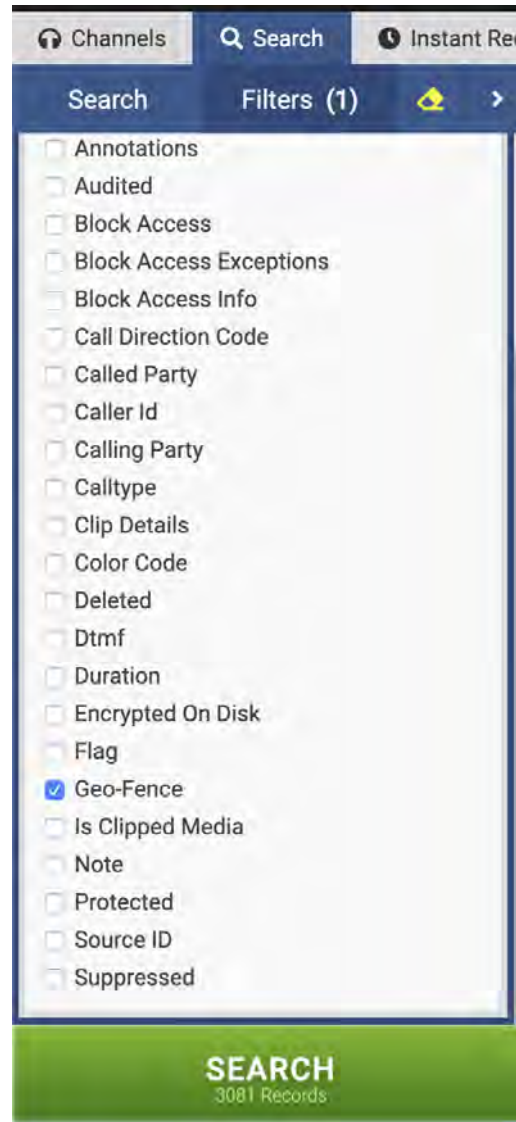 Channels Search Instant Rec
Search Filters (1)
Annotations
Audited
Block Access
Block Access Exceptions
Block Access Info
Call Direction Code
Called Party
Caller Id
Calling Party
Calltype
Clip Details
Color Code
Deleted
Dtmf
Duration
Encrypted On Disk
Flag
Geo-Fence
Is Clipped Media
Note
Protected
Source ID
Suppressed
SEARCH
3081 Records